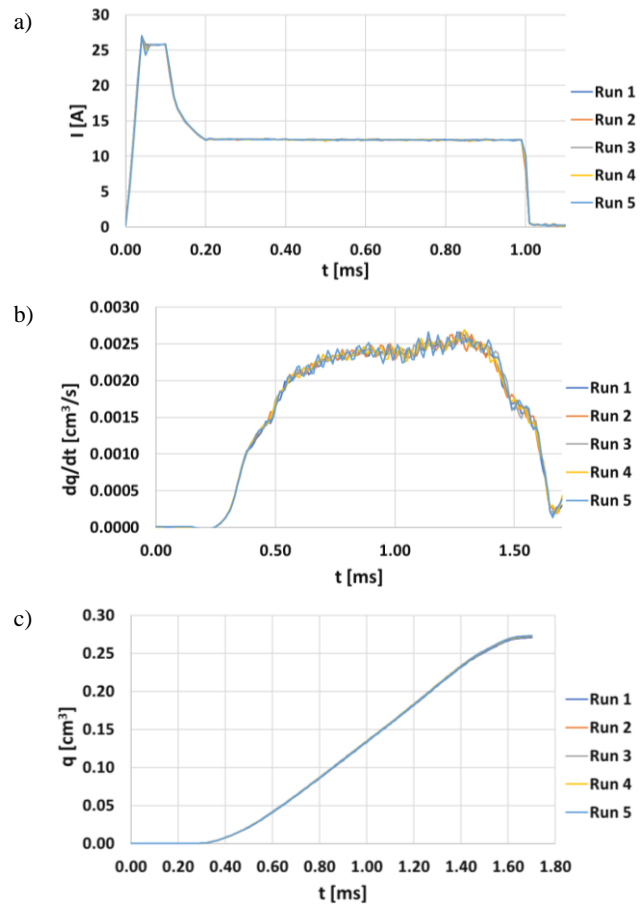 a)
I [A]
30
25
20
15
10
5
0
0.00 0.20 0.40 0.60 0.80 1.00
t [ms]
Run 1
Run 2
Run 3
Run 4
Run 5
b)
dq/dt [cm³/s]
0.0030
0.0025
0.0020
0.0015
0.0010
0.0005
0.0000
0.00 0.50 1.00 1.50
t [ms]
Run 1
Run 2
Run 3
Run 4
Run 5
c)
q [cm³]
0.30
0.25
0.20
0.15
0.10
0.05
0.00
0.00 0.20 0.40 0.60 0.80 1.00 1.20 1.40 1.60 1.80
t [ms]
Run 1
Run 2
Run 3
Run 4
Run 5